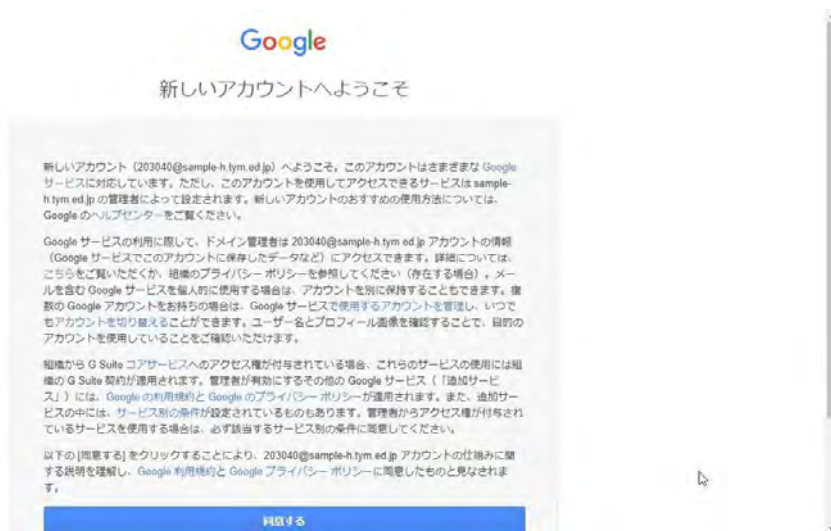 Google
新しいアカウントへようこそ
新しいアカウント（203040@sample-h.tym.ed.jp）へようこそ。このアカウントはさまざまな Google
サービスに対応しています。ただし、このアカウントを使用してアクセスできるサービスは sample-
h.tym.ed.jp の管理者によって設定されます。新しいアカウントのおすすめの使用方法については、
Google のヘルプセンターをご覧ください。
Google サービスの利用に際して、ドメイン管理者は 203040@sample-h.tym.ed.jp アカウントの情報
（Google サービスでこのアカウントに保存したデータなど）にアクセスできます。詳細については、
こちらをご覧いただくか、組織のプライバシー ポリシーを参照してください（存在する場合）。メー
ルを含む Google サービスを個人的に使用する場合は、アカウントを別に保持することもできます。複
数の Google アカウントをお持ちの場合は、Google サービスで使用するアカウントを管理し、いつで
もアカウントを切り替えることができます。ユーザー名とプロフィール画像を確認することで、目的の
アカウントを使用していることをご確認いただけます。
組織から G Suite コアサービスへのアクセス権が付与されている場合、これらのサービスの使用には組
織の G Suite 契約が適用されます。管理者が有効にするその他の Google サービス（「追加サービ
ス」）には、Google の利用規約と Google のプライバシー ポリシーが適用されます。また、追加サー
ビスの中には、サービス別の条件が設定されているものもあります。管理者からアクセス権が付与され
ているサービスを使用する場合は、必ず該当するサービス別の条件に同意してください。
以下の [同意する] をクリックすることにより、203040@sample-h.tym.ed.jp アカウントの仕組みに関
する説明を理解し、Google 利用規約と Google プライバシー ポリシーに同意したものと見なされま
す。
同意する